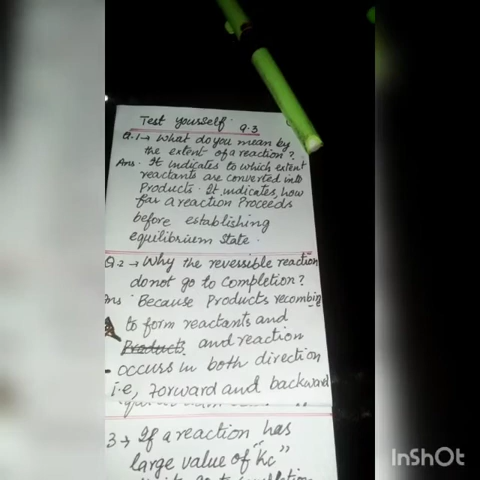 Test yourself 9.3
Q.1→ What do you mean by
the extent of a reaction?
Ans. It indicates to which extent
reactants are converted into
Products. It indicates, how
far a reaction Proceeds
before establishing
equilibrium state.
Q.2→ Why the reversible reaction
do not go to completion?
Ans: Because Products recombine
to form reactants and
Products and reaction
occurs in both direction
i.e, forward and backward
3→ If a reaction has
large value of "Kc"
InShOt